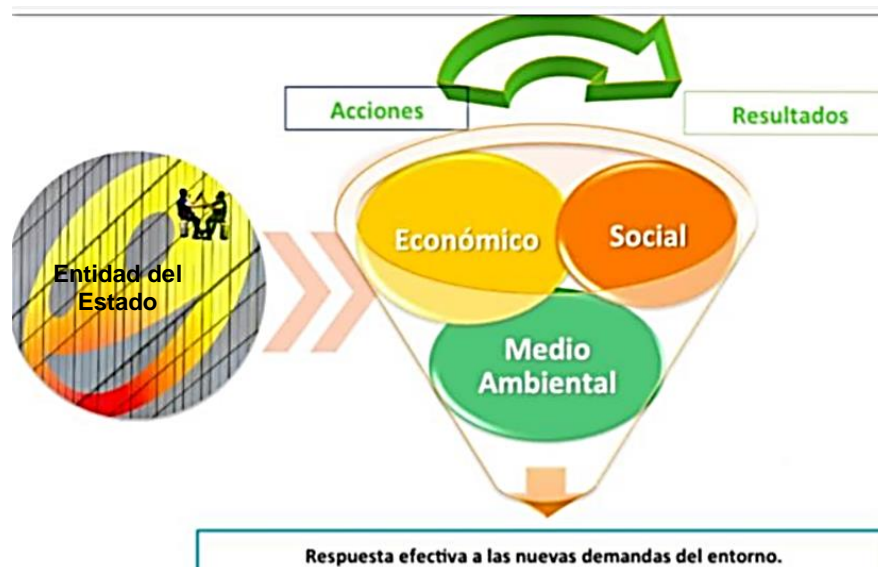 Acciones
Resultados
Entidad del
Estado
Económico
Social
Medio
Ambiental
Respuesta efectiva a las nuevas demandas del entorno.